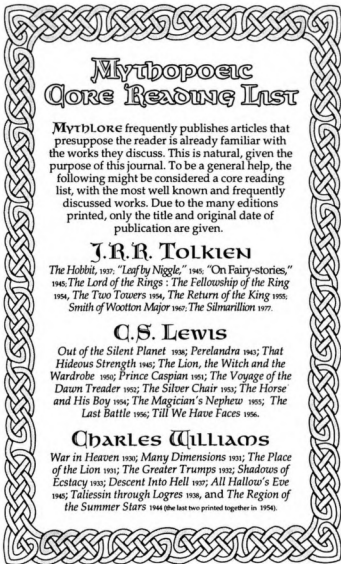 Mythopoeic
Core Reading List
Mythlore frequently publishes articles that
presuppose the reader is already familiar with
the works they discuss. This is natural, given the
purpose of this journal. To be a general help, the
following might be considered a core reading
list, with the most well known and frequently
discussed works. Due to the many editions
printed, only the title and original date of
publication are given.
J.R.R. Tolkien
The Hobbit, 1937; "Leaf by Niggle," 1945; "On Fairy-stories,"
1945; The Lord of the Rings : The Fellowship of the Ring
1954, The Two Towers 1954, The Return of the King 1955;
Smith of Wootton Major 1967; The Silmarillion 1977.
C.S. Lewis
Out of the Silent Planet 1938; Perelandra 1943; That
Hideous Strength 1945; The Lion, the Witch and the
Wardrobe 1950; Prince Caspian 1951; The Voyage of the
Dawn Treader 1952; The Silver Chair 1953; The Horse
and His Boy 1954; The Magician's Nephew 1955; The
Last Battle 1956; Till We Have Faces 1956.
Charles Williams
War in Heaven 1930; Many Dimensions 1931; The Place
of the Lion 1931; The Greater Trumps 1932; Shadows of
Ecstacy 1933; Descent Into Hell 1937; All Hallow's Eve
1945; Taliessin through Logres 1938, and The Region of
the Summer Stars 1944 (the last two printed together in 1954).